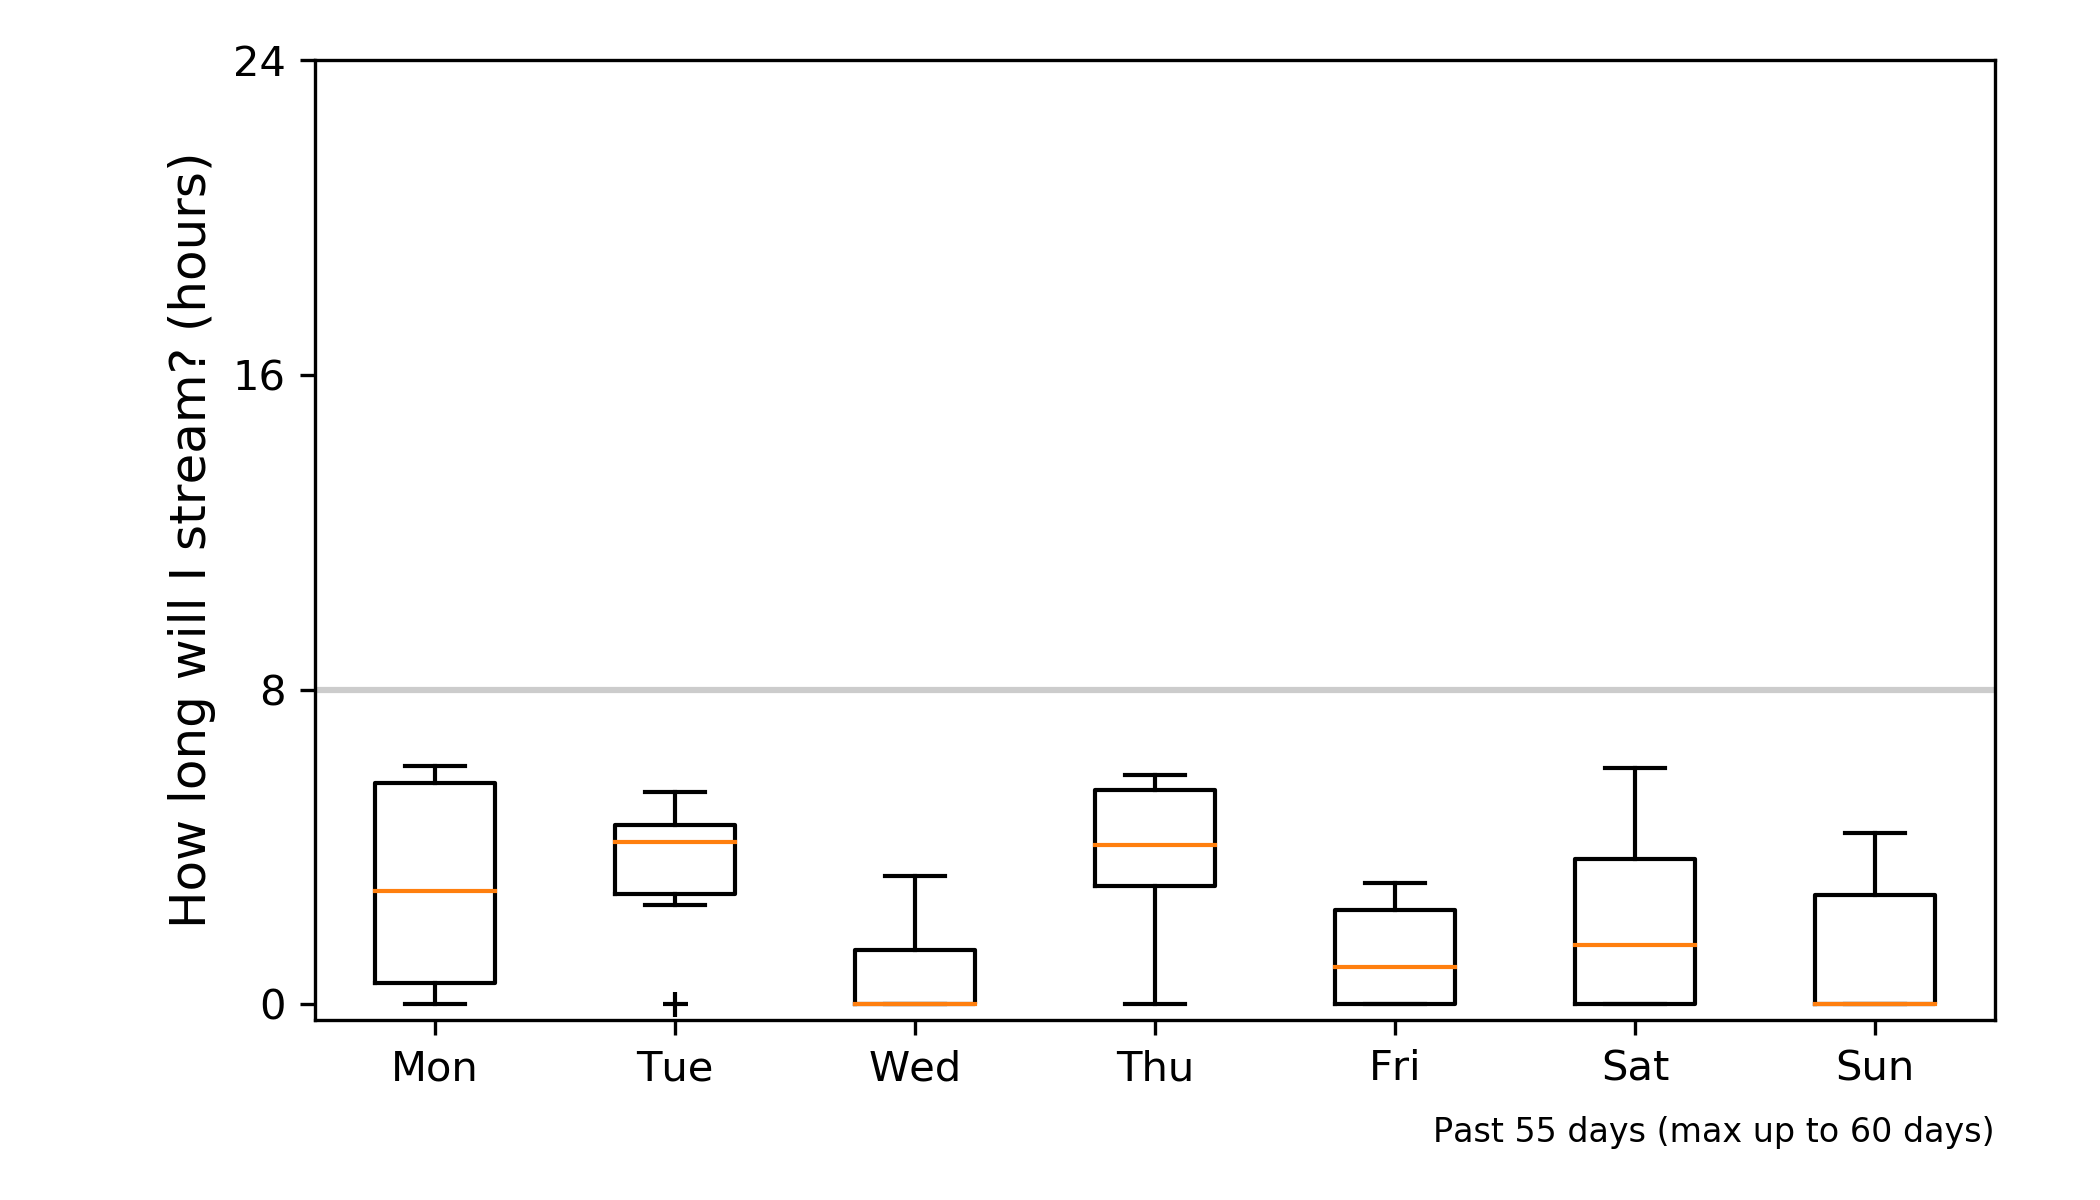 How long will I stream? (hours)
24
16
8
0
Mon Tue Wed Thu Fri Sat Sun
Past 55 days (max up to 60 days)